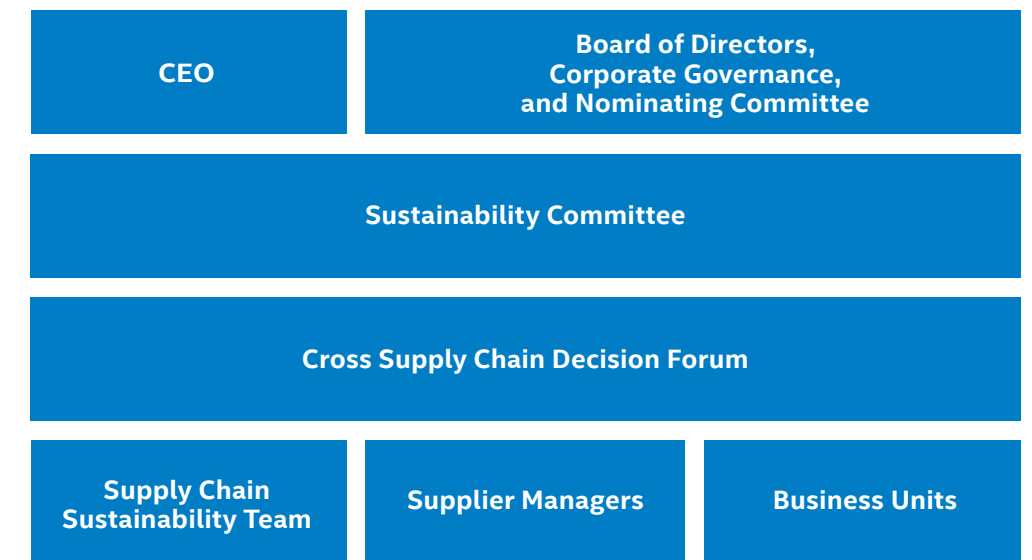 CEO
Board of Directors,
Corporate Governance,
and Nominating Committee
Sustainability Committee
Cross Supply Chain Decision Forum
Supply Chain
Sustainability Team
Supplier Managers
Business Units